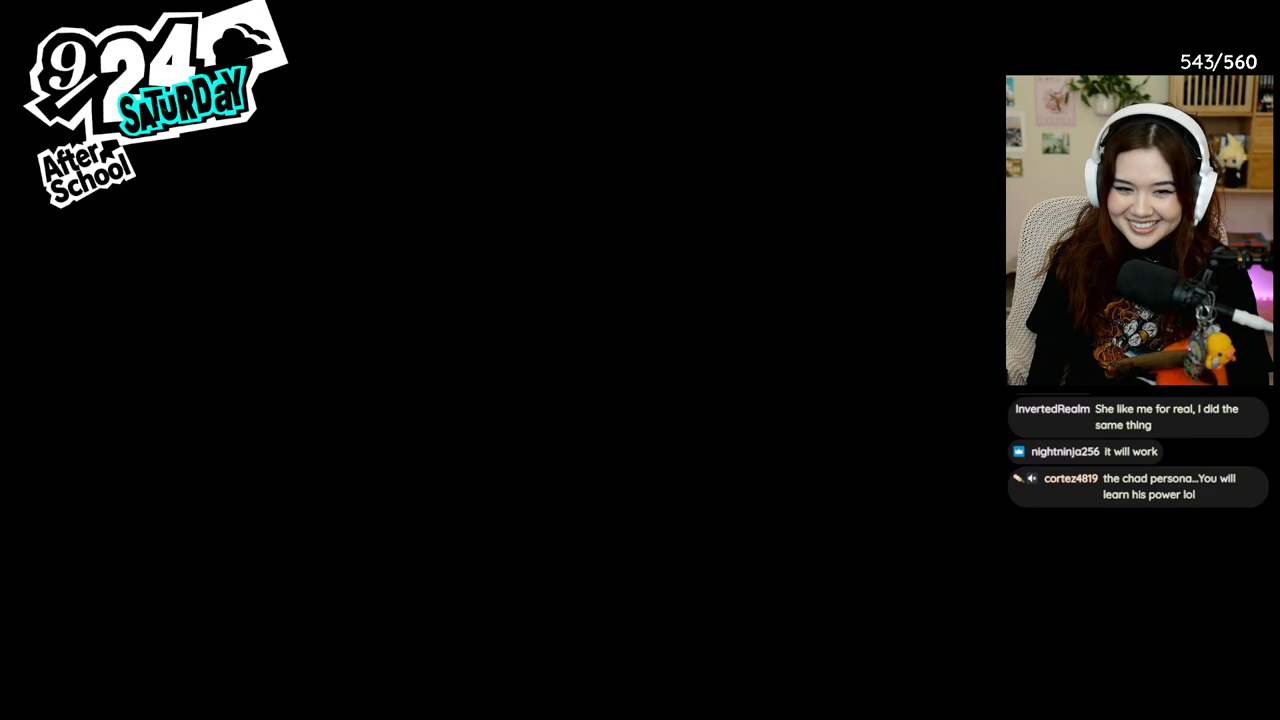 9/24
SATURDAY
After
School
543/560
InvertedRealm She like me for real, I did the
same thing
nightninja256 it will work
cortez4819 the chad persona...You will
learn his power lol